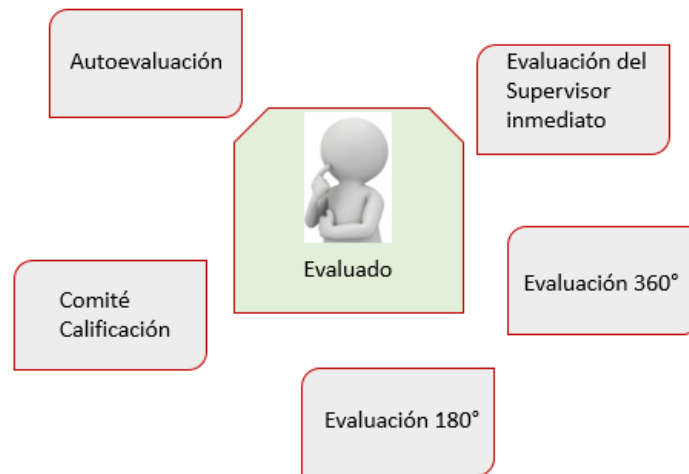 Autoevaluación
Evaluación del
Supervisor
inmediato
Evaluado
Evaluación 360°
Comité
Calificación
Evaluación 180°